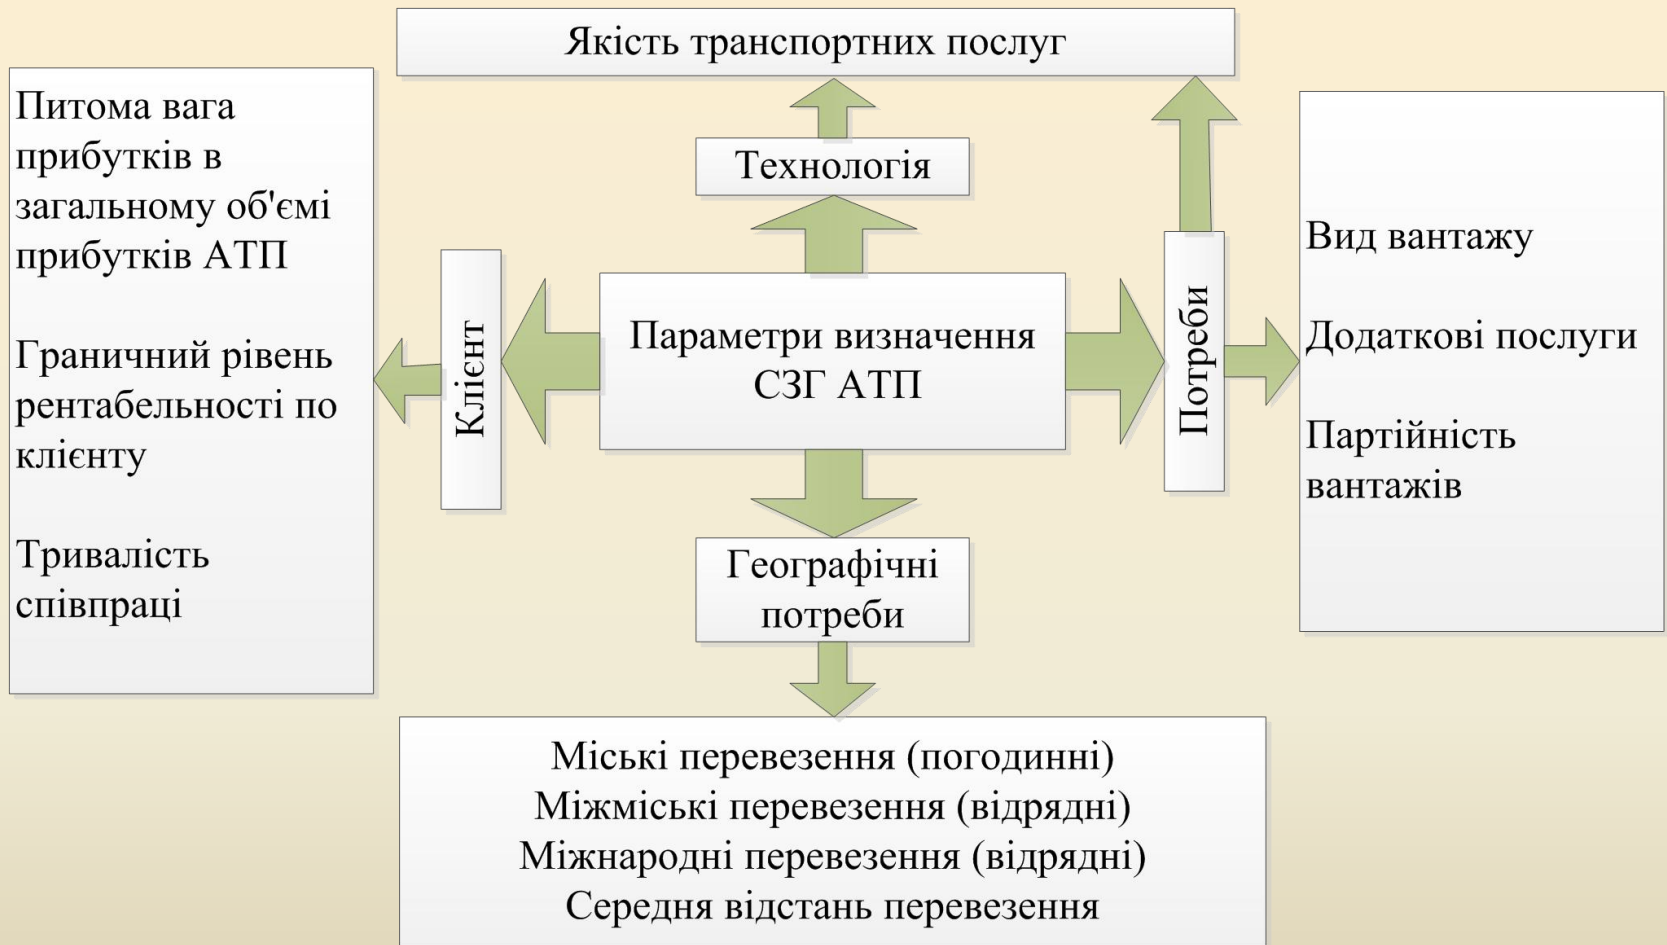 Якість транспортних послуг
Питома вага
прибутків в
загальному об'ємі
прибутків АТП
Граничний рівень
рентабельності по
клієнту
Тривалість
співпраці
Клієнт
Технологія
Параметри визначення
СЗГ АТП
Географічні
потреби
Потреби
Вид вантажу
Додаткові послуги
Партійність
вантажів
Міські перевезення (погодинні)
Міжміські перевезення (відрядні)
Міжнародні перевезення (відрядні)
Середня відстань перевезення